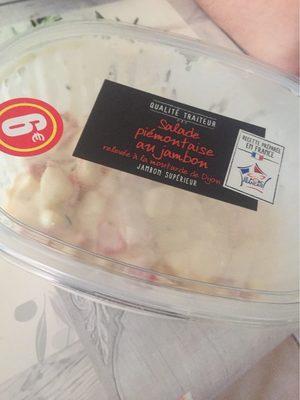 QUALITÉ TRAITEUR
Salade
piémontaise
au jambon
relevée à la moutarde de Dijon
JAMBON SUPÉRIEUR
6€
RECETTE PRÉPARÉE
EN FRANCE